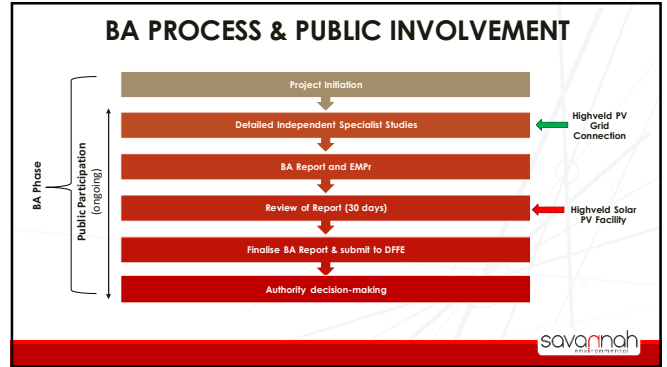 BA PROCESS & PUBLIC INVOLVEMENT
BA Phase
Public Participation
(ongoing)
Project Initiation
Detailed Independent Specialist Studies
BA Report and EMPr
Review of Report (30 days)
Finalise BA Report & submit to DFFE
Authority decision-making
Highveld PV
Grid
Connection
Highveld Solar
PV Facility
savannah
environmental